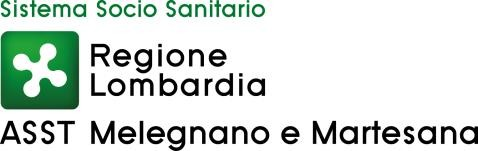 Sistema Socio Sanitario
Regione
Lombardia
ASST Melegnano e Martesana